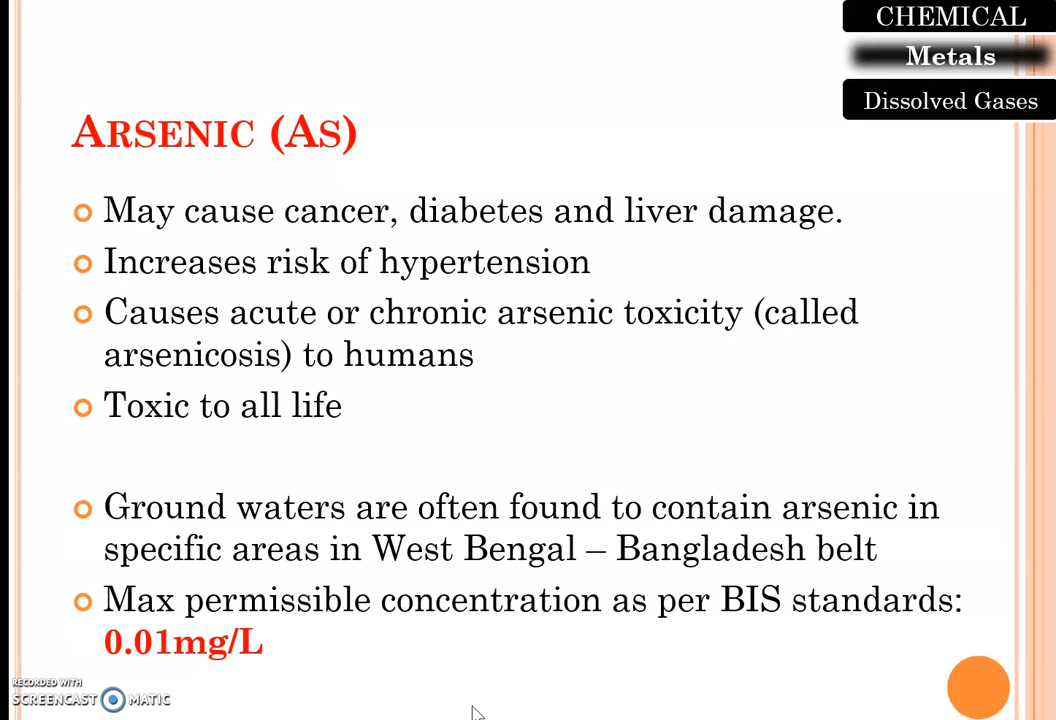 CHEMICAL
Metals
Dissolved Gases
ARSENIC (AS)
May cause cancer, diabetes and liver damage.
Increases risk of hypertension
Causes acute or chronic arsenic toxicity (called
arsenicosis) to humans
Toxic to all life
Ground waters are often found to contain arsenic in
specific areas in West Bengal – Bangladesh belt
Max permissible concentration as per BIS standards:
0.01mg/L
RECORDED WITH
SCREENCAST MATIC